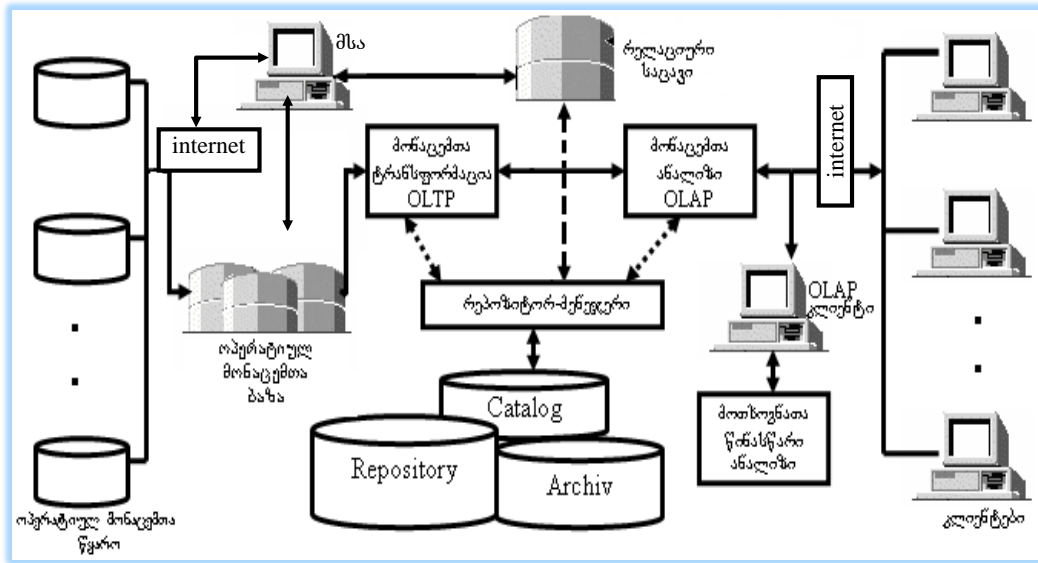 მსა
რელაციური
საცავი
internet
მონაცემთა
ტრანსფორმაცია
OLTP
მონაცემთა
ანალიზი
OLAP
internet
რეპოზიტორ-მენეჯერი
OLAP
კლიენტი
ოპერატიულ
მონაცემთა
ბაზა
Catalog
Repository
Archiv
მოთხოვნათა
წინასწარი
ანალიზი
ოპერატიულ მონაცემთა
წყარო
კლიენტები